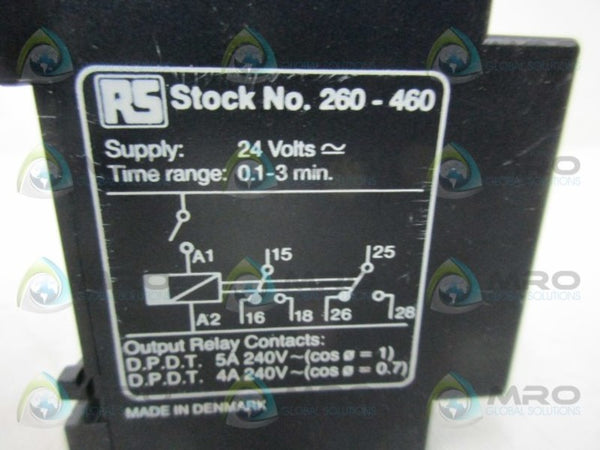 RS Stock No. 260 - 460
Supply: 24 Volts ≃
Time range: 0.1-3 min.
A1 15 25
A2 16 18 26 28
Output Relay Contacts:
D.P.D.T. 5A 240V ~ (cos ø = 1)
D.P.D.T. 4A 240V ~ (cos ø = 0.7)
MADE IN DENMARK
MRO
GLOBAL SOLUTIONS